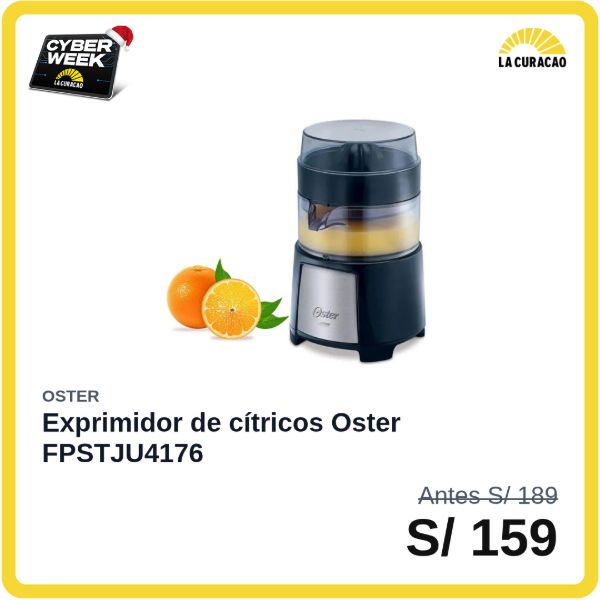 CYBER
WEEK
LA CURACAO
LA CURACAO
Oster
OSTER
Exprimidor de cítricos Oster
FPSTJU4176
Antes S/ 189
S/ 159